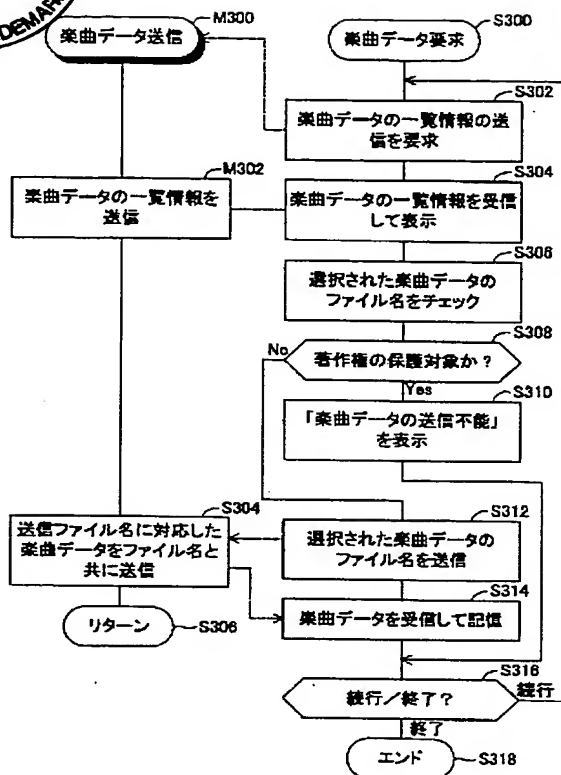 DEMAR
楽曲データ送信
M300
楽曲データ要求
S300
S302
楽曲データの一覧情報の送
信を要求
M302
楽曲データの一覧情報を
送信
S304
楽曲データの一覧情報を受信
して表示
S306
選択された楽曲データの
ファイル名をチェック
S308
No
著作権の保護対象か?
Yes
S310
「楽曲データの送信不能」
を表示
S304
送信ファイル名に対応した
楽曲データをファイル名と
共に送信
S312
選択された楽曲データの
ファイル名を送信
S314
楽曲データを受信して記憶
リターン
S306
S316
続行/終了?
続行
終了
エンド
S318